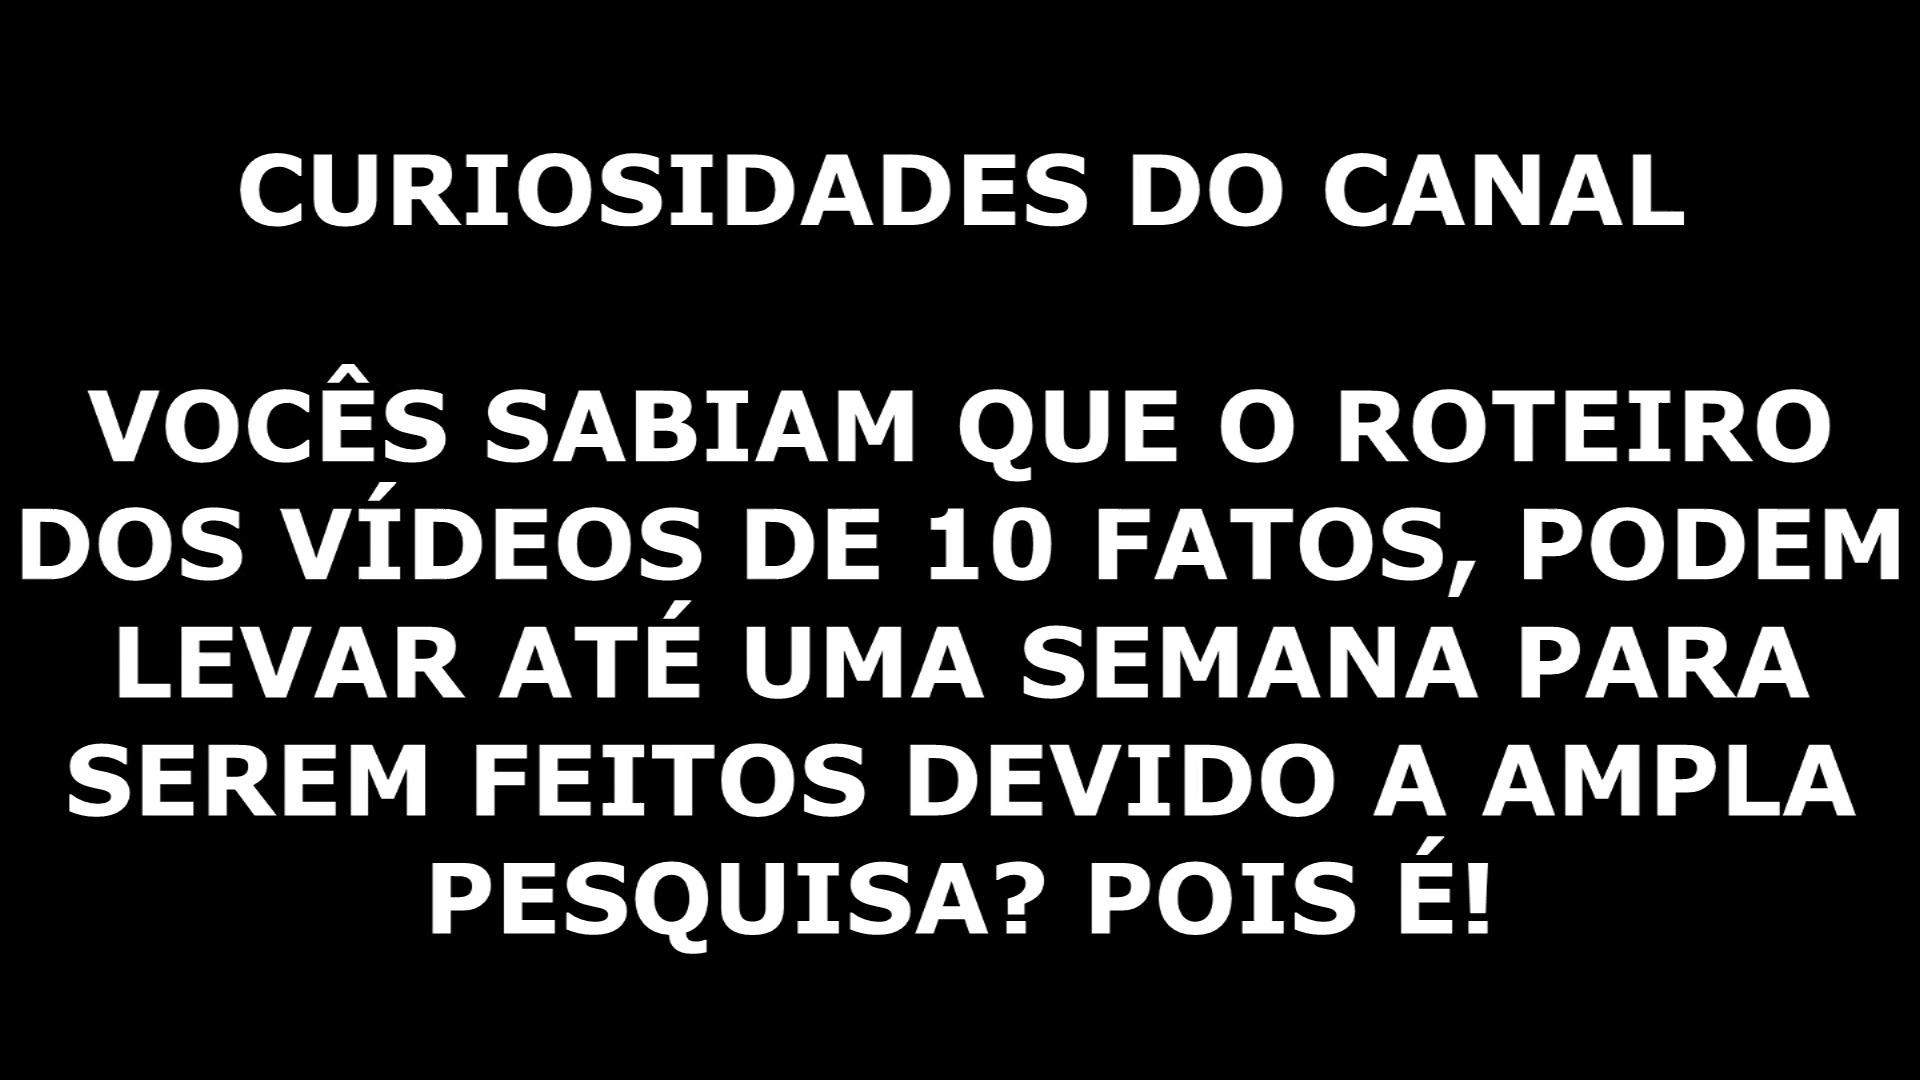 CURIOSIDADES DO CANAL
VOCÊS SABIAM QUE O ROTEIRO
DOS VÍDEOS DE 10 FATOS, PODEM
LEVAR ATÉ UMA SEMANA PARA
SEREM FEITOS DEVIDO A AMPLA
PESQUISA? POIS É!